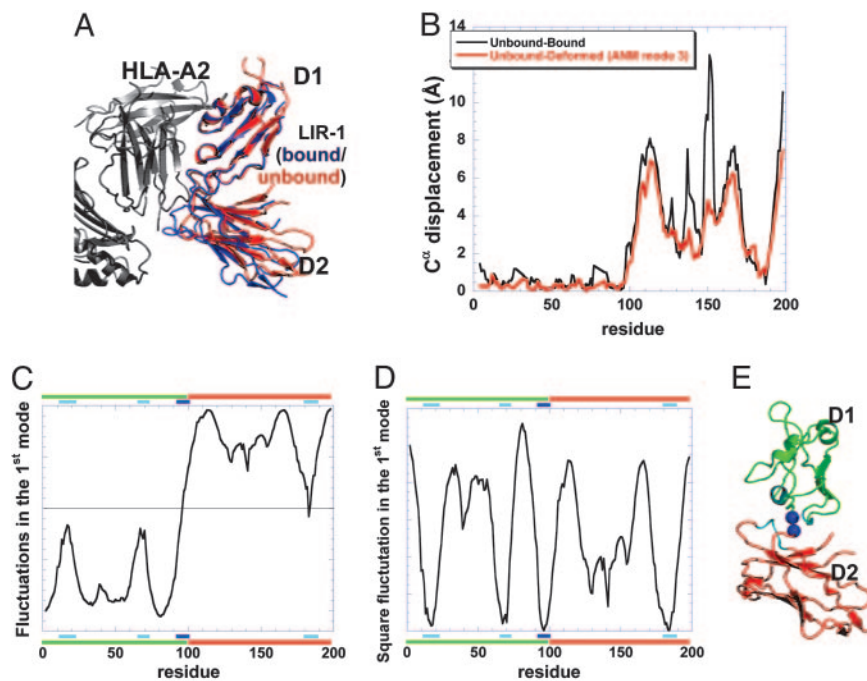 A
HLA-A2
D1
LIR-1
(bound/
unbound)
D2
B
14
12
10
8
6
4
2
0
Cα displacement (Å)
Unbound-Bound
Unbound-Deformed (ANM mode 3)
0 50 100 150 200
residue
C
Fluctuations in the 1st mode
0 50 100 150 200
residue
D
Square fluctutation in the 1st mode
0 50 100 150 200
residue
E
D1
D2